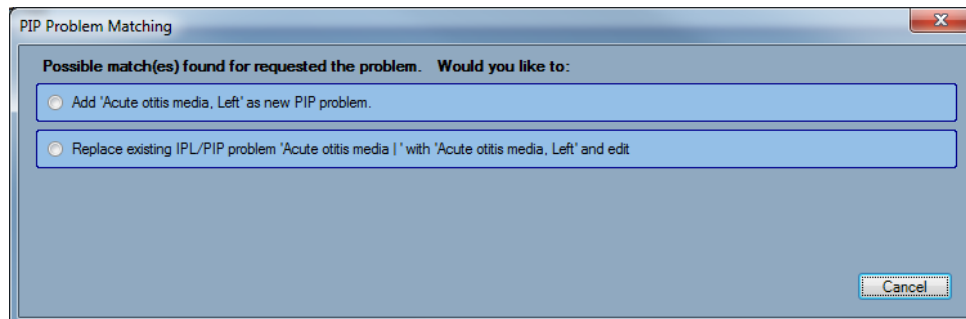 PIP Problem Matching
Possible match(es) found for requested the problem. Would you like to:
Add 'Acute otitis media, Left' as new PIP problem.
Replace existing IPL/PIP problem 'Acute otitis media | ' with 'Acute otitis media, Left' and edit
Cancel